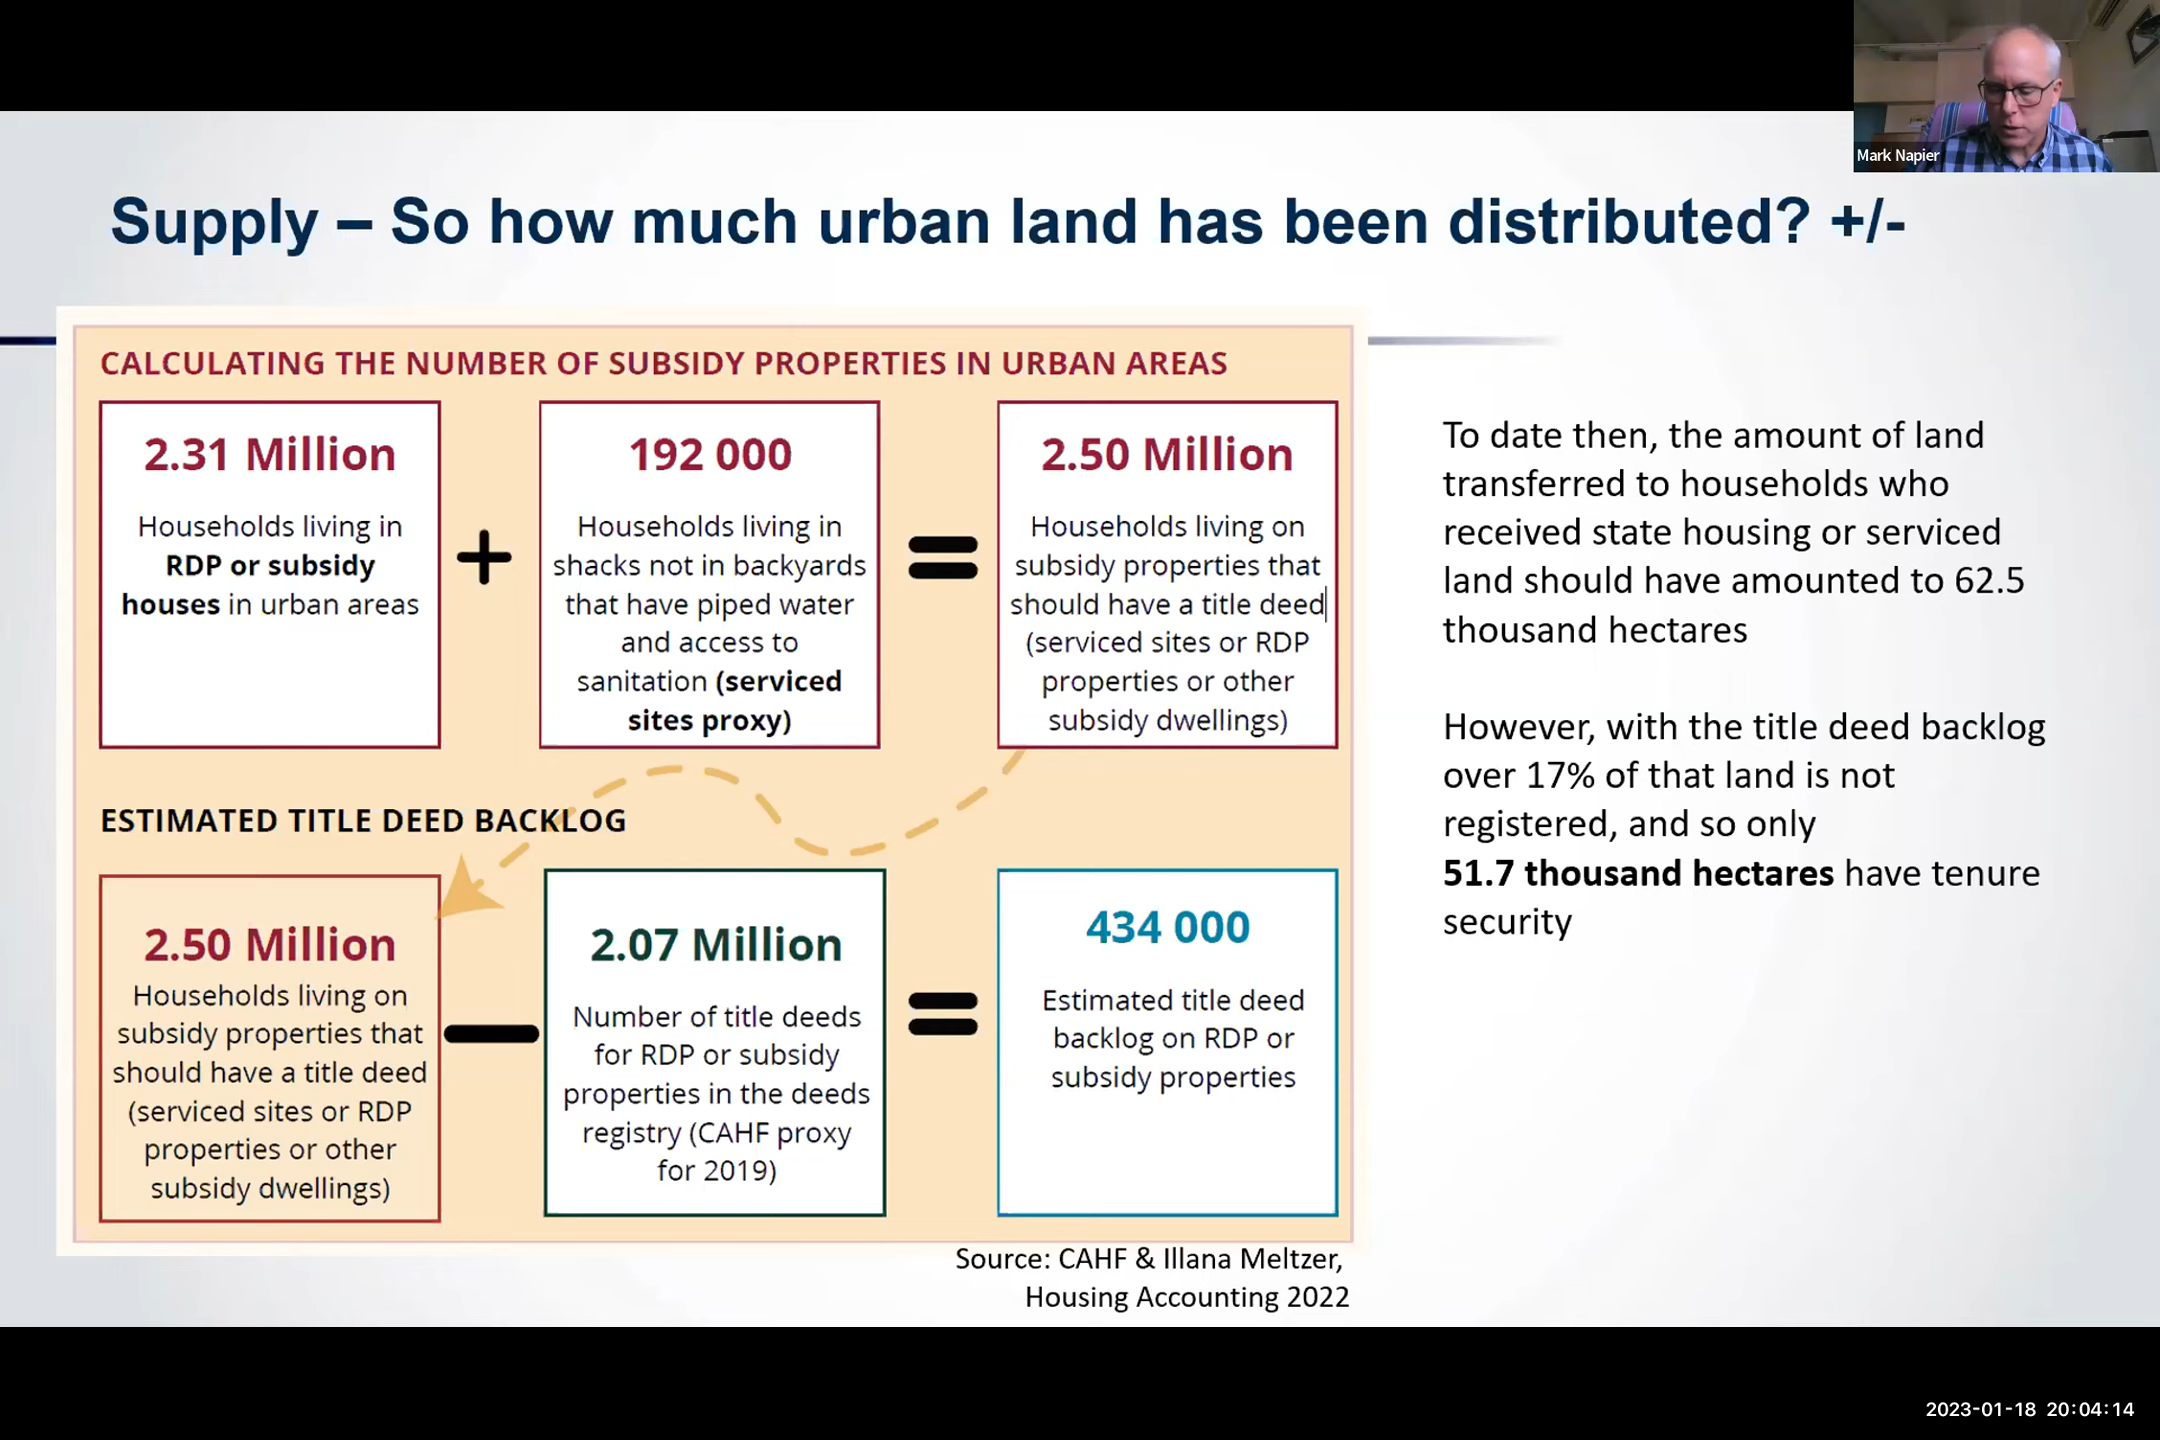 Mark Napier
Supply – So how much urban land has been distributed? +/-
CALCULATING THE NUMBER OF SUBSIDY PROPERTIES IN URBAN AREAS
2.31 Million
Households living in
RDP or subsidy
houses in urban areas
+
192 000
Households living in
shacks not in backyards
that have piped water
and access to
sanitation (serviced
sites proxy)
=
2.50 Million
Households living on
subsidy properties that
should have a title deed
(serviced sites or RDP
properties or other
subsidy dwellings)
ESTIMATED TITLE DEED BACKLOG
2.50 Million
Households living on
subsidy properties that
should have a title deed
(serviced sites or RDP
properties or other
subsidy dwellings)
–
2.07 Million
Number of title deeds
for RDP or subsidy
properties in the deeds
registry (CAHF proxy
for 2019)
=
434 000
Estimated title deed
backlog on RDP or
subsidy properties
Source: CAHF & Illana Meltzer,
Housing Accounting 2022
To date then, the amount of land
transferred to households who
received state housing or serviced
land should have amounted to 62.5
thousand hectares
However, with the title deed backlog
over 17% of that land is not
registered, and so only
51.7 thousand hectares have tenure
security
2023-01-18 20:04:14